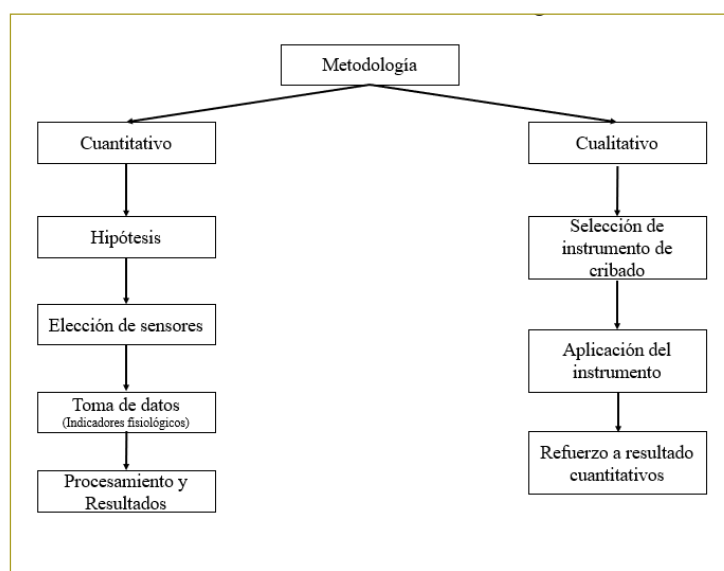 Metodología
Cuantitativo
Hipótesis
Elección de sensores
Toma de datos
(Indicadores fisiológicos)
Procesamiento y
Resultados
Cualitativo
Selección de
instrumento de
cribado
Aplicación del
instrumento
Refuerzo a resultado
cuantitativos